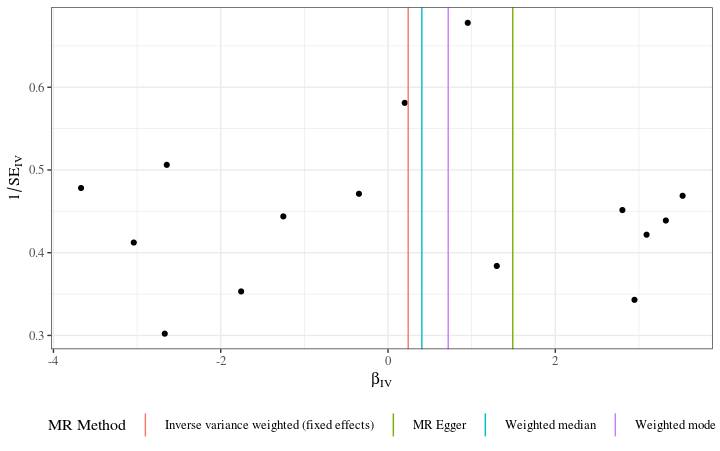 0.6
0.5
0.4
0.3
1/SE_IV
-4
-2
0
2
β_IV
MR Method
Inverse variance weighted (fixed effects)
MR Egger
Weighted median
Weighted mode